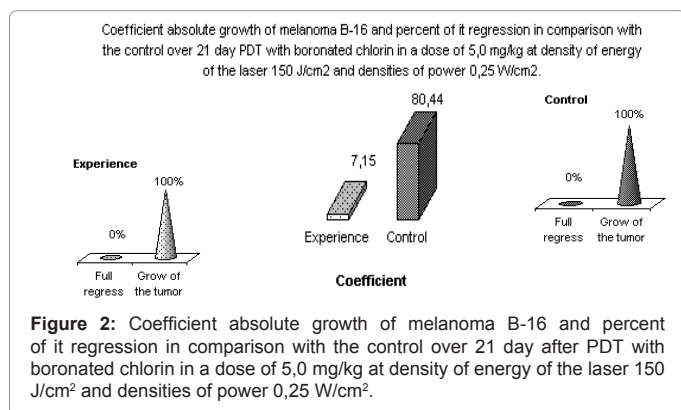 Coefficient absolute growth of melanoma B-16 and percent of it regression in comparison with
the control over 21 day PDT with boronated chlorin in a dose of 5,0 mg/kg at density of energy
of the laser 150 J/cm2 and densities of power 0,25 W/cm2.
Experience
100%
0%
Full regress
Grow of the tumor
80,44
7,15
Experience
Control
Coefficient
Control
100%
0%
Full regress
Grow of the tumor
Figure 2: Coefficient absolute growth of melanoma B-16 and percent
of it regression in comparison with the control over 21 day after PDT with
boronated chlorin in a dose of 5,0 mg/kg at density of energy of the laser 150
J/cm² and densities of power 0,25 W/cm².